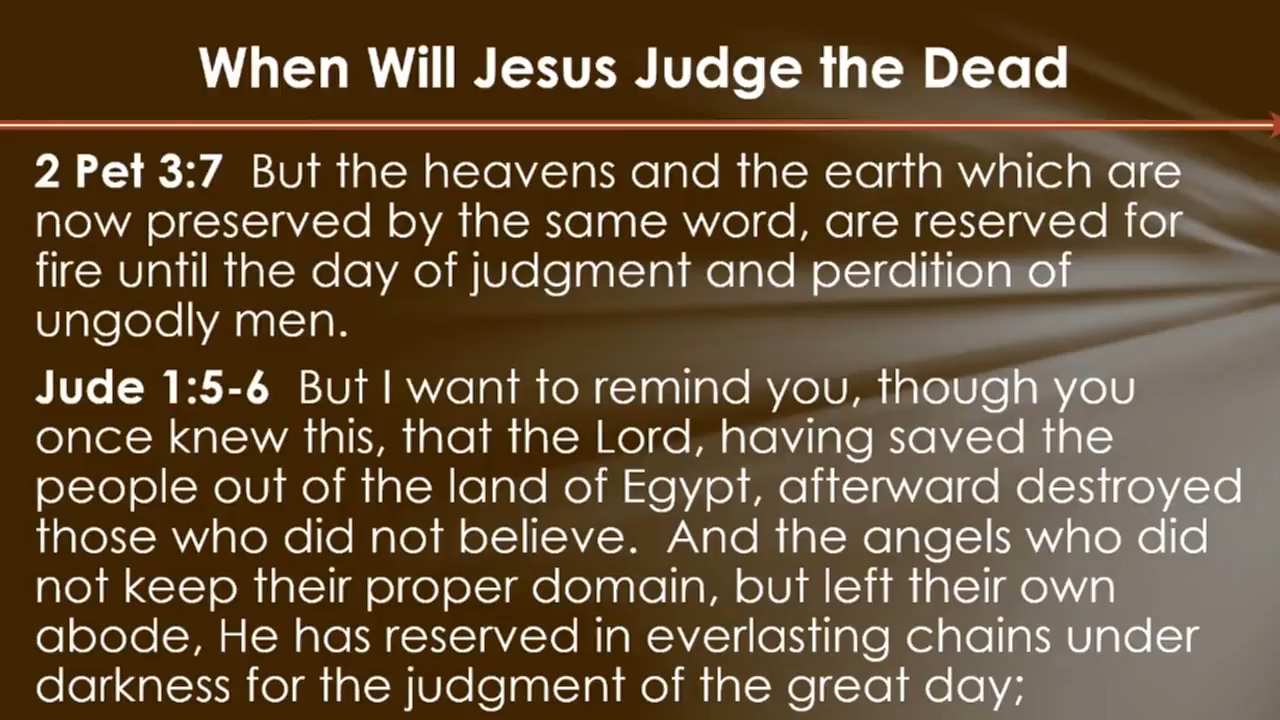 When Will Jesus Judge the Dead
2 Pet 3:7  But the heavens and the earth which are
now preserved by the same word, are reserved for
fire until the day of judgment and perdition of
ungodly men.
Jude 1:5-6  But I want to remind you, though you
once knew this, that the Lord, having saved the
people out of the land of Egypt, afterward destroyed
those who did not believe.  And the angels who did
not keep their proper domain, but left their own
abode, He has reserved in everlasting chains under
darkness for the judgment of the great day;